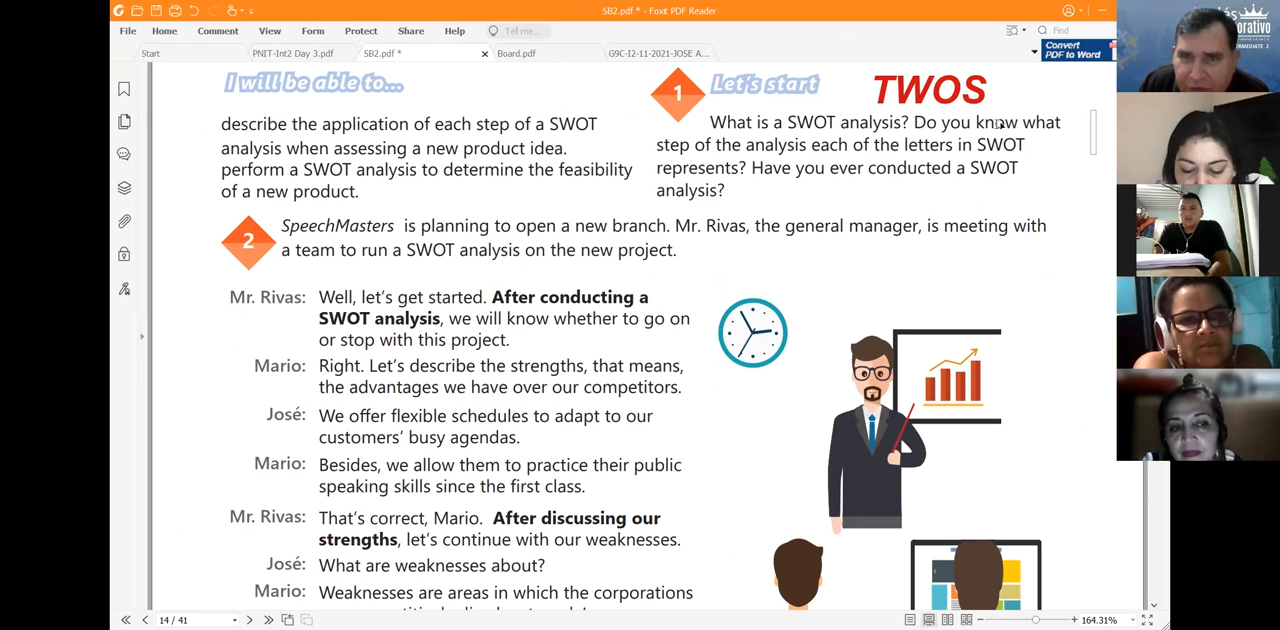 SB2.pdf * - Foxit PDF Reader
File Home Comment View Form Protect Share Help Tell me... Find
Start PNIT-Int2 Day 3.pdf SB2.pdf * Board.pdf G9C-I2-11-2021-JOSE A...
Convert
PDF to Word
I will be able to...
describe the application of each step of a SWOT
analysis when assessing a new product idea.
perform a SWOT analysis to determine the feasibility
of a new product.
1 Let's start TWOS
What is a SWOT analysis? Do you know what
step of the analysis each of the letters in SWOT
represents? Have you ever conducted a SWOT
analysis?
2 SpeechMasters is planning to open a new branch. Mr. Rivas, the general manager, is meeting with
a team to run a SWOT analysis on the new project.
Mr. Rivas: Well, let's get started. After conducting a
SWOT analysis, we will know whether to go on
or stop with this project.
Mario: Right. Let's describe the strengths, that means,
the advantages we have over our competitors.
José: We offer flexible schedules to adapt to our
customers' busy agendas.
Mario: Besides, we allow them to practice their public
speaking skills since the first class.
Mr. Rivas: That's correct, Mario. After discussing our
strengths, let's continue with our weaknesses.
José: What are weaknesses about?
Mario: Weaknesses are areas in which the corporations
14 / 41
164.31%